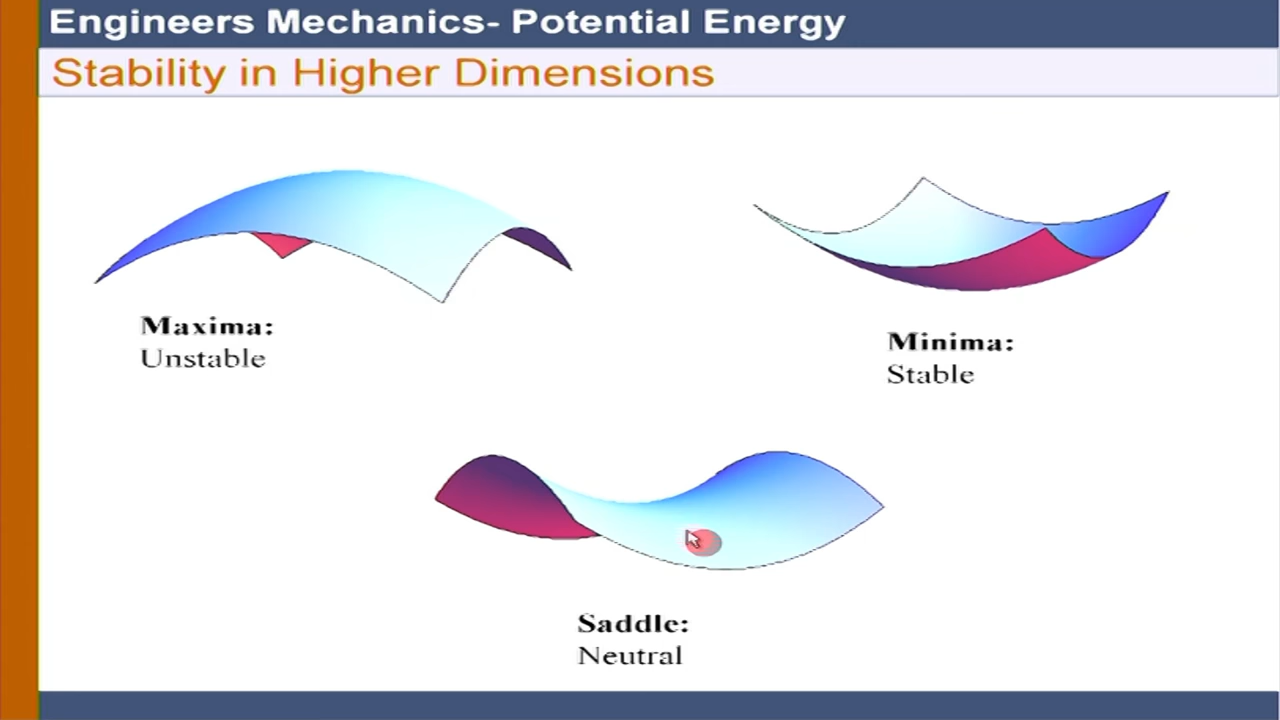 Engineers Mechanics- Potential Energy
Stability in Higher Dimensions
Maxima:
Unstable
Minima:
Stable
Saddle:
Neutral